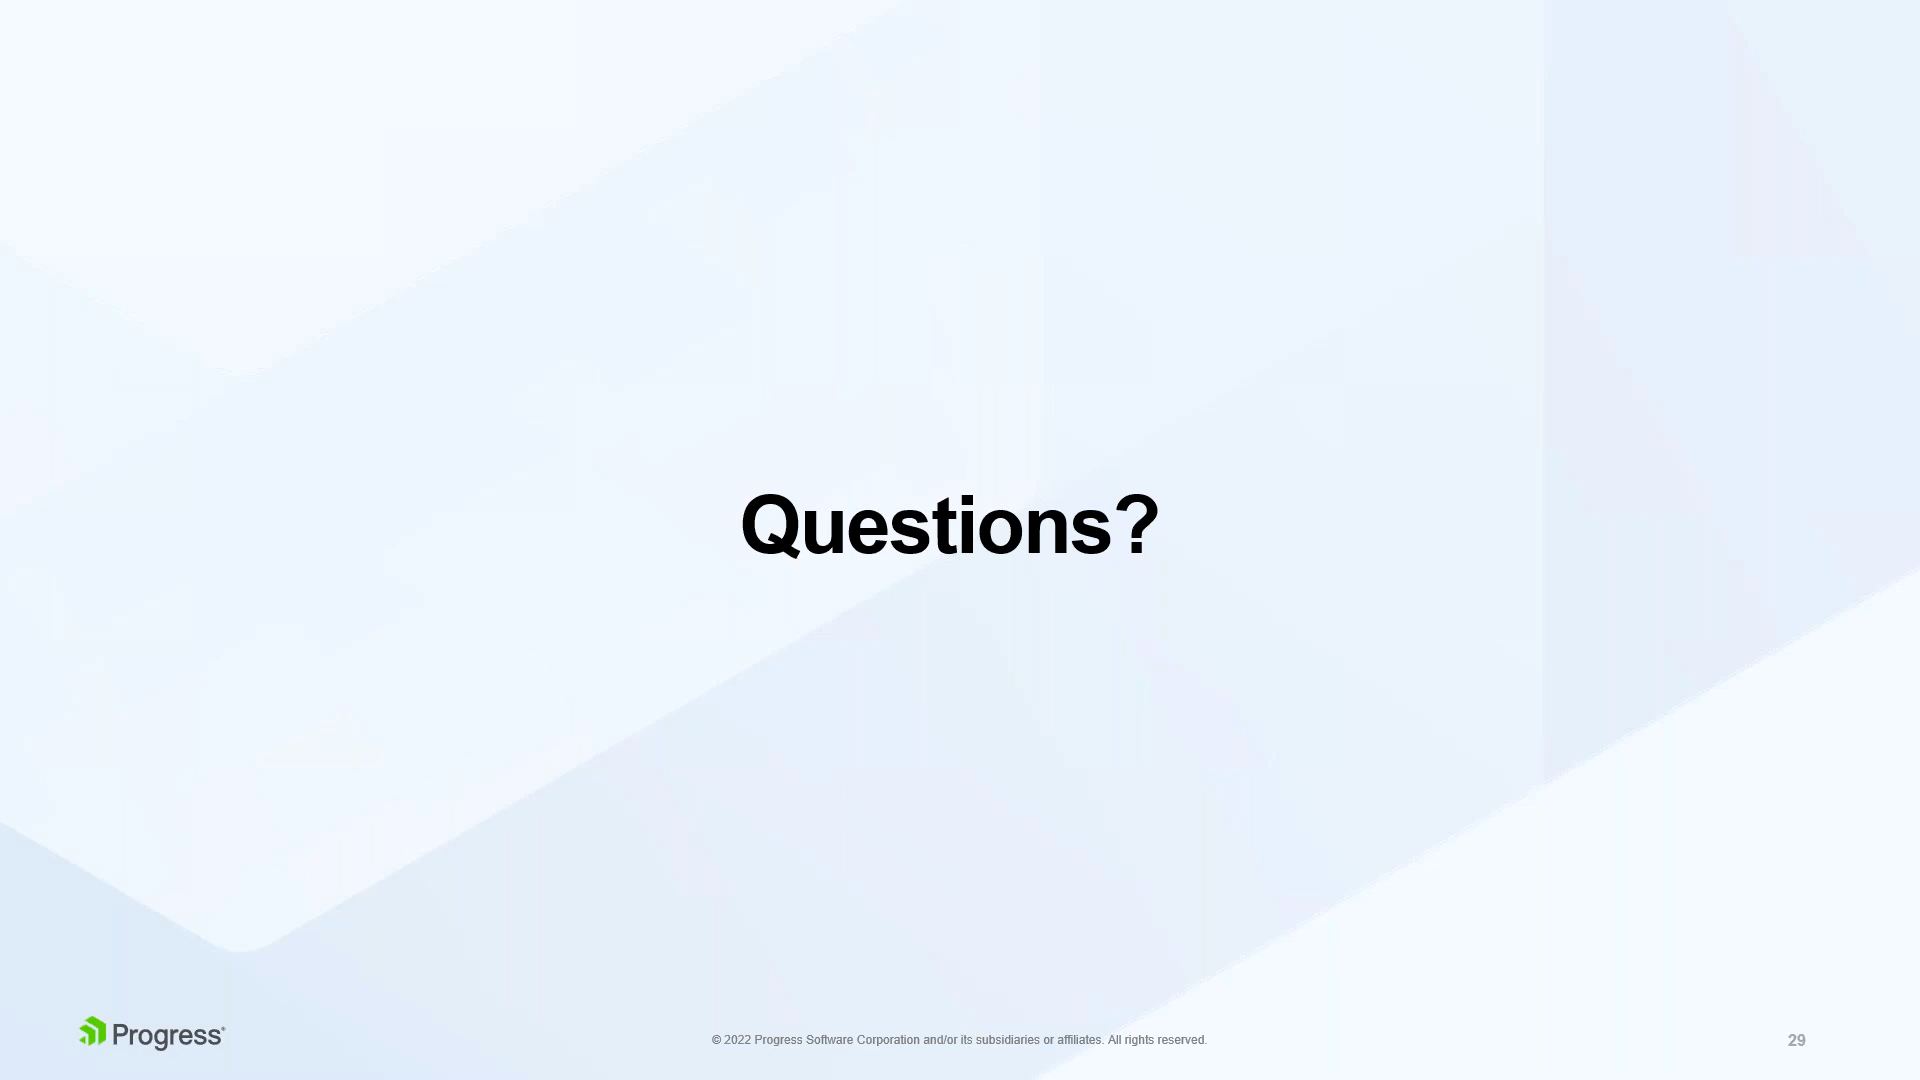 Questions?
Progress®
© 2022 Progress Software Corporation and/or its subsidiaries or affiliates. All rights reserved.
29